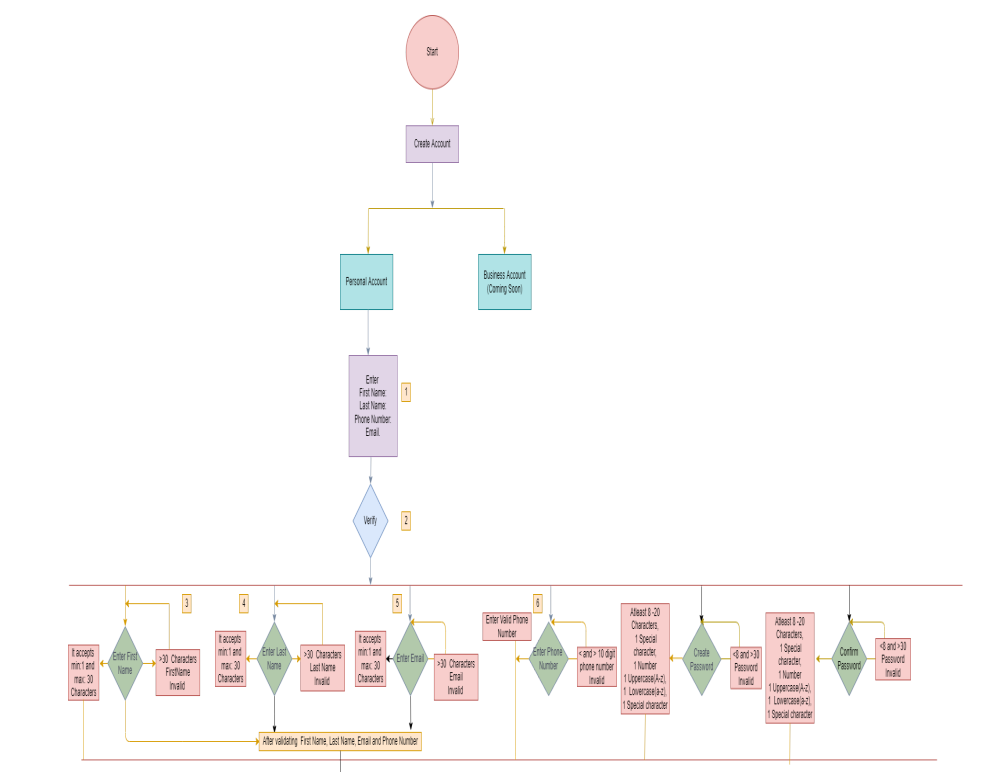 Start
Create Account
Personal Account
Business Account
(Coming Soon)
Enter
First Name:
Last Name:
Phone Number:
Email.
1
Verify
2
3
4
5
6
It accepts
min:1 and
max: 30
Characters
Enter First
Name
>30 Characters
FirstName
Invalid
It accepts
min:1 and
max: 30
Characters
Enter Last
Name
>30 Characters
Last Name
Invalid
It accepts
min:1 and
max: 30
Characters
Enter Email
>30 Characters
Email
Invalid
Enter Valid Phone
Number
Enter Phone
Number
< and > 10 digit
phone number
Invalid
Atleast 8 -20
Characters,
1 Special
character,
1 Number
1 Uppercase(A-z),
1 Lowercase(a-z),
1 Special character
Create
Password
<8 and >30
Password
Invalid
Atleast 8 -20
Characters,
1 Special
character,
1 Number
1 Uppercase(A-z),
1 Lowercase(a-z),
1 Special character
Confirm
Password
<8 and >30
Password
Invalid
After validating First Name, Last Name, Email and Phone Number